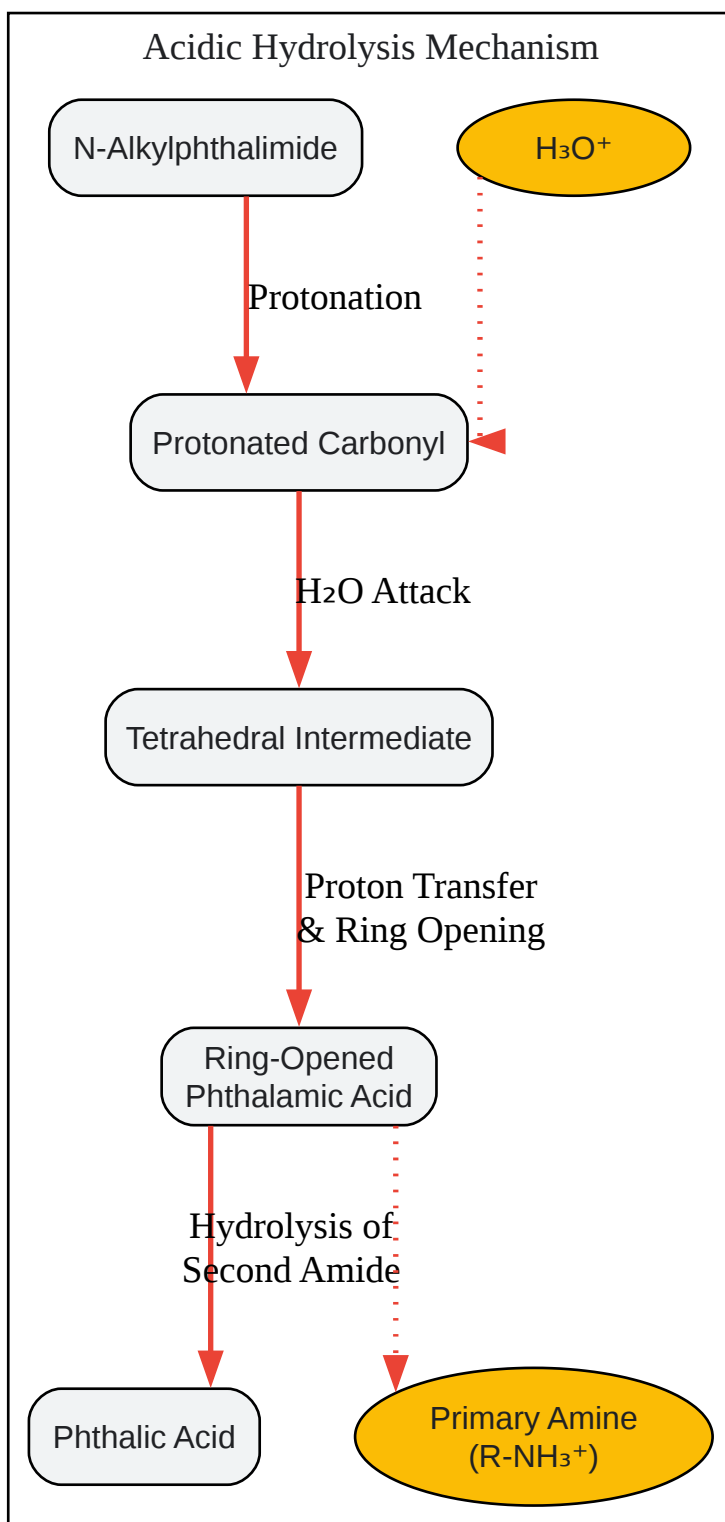 Acidic Hydrolysis Mechanism
N-Alkylphthalimide
H₃O⁺
Protonation
Protonated Carbonyl
H₂O Attack
Tetrahedral Intermediate
Proton Transfer
& Ring Opening
Ring-Opened
Phthalamic Acid
Hydrolysis of
Second Amide
Phthalic Acid
Primary Amine
(R-NH₃⁺)